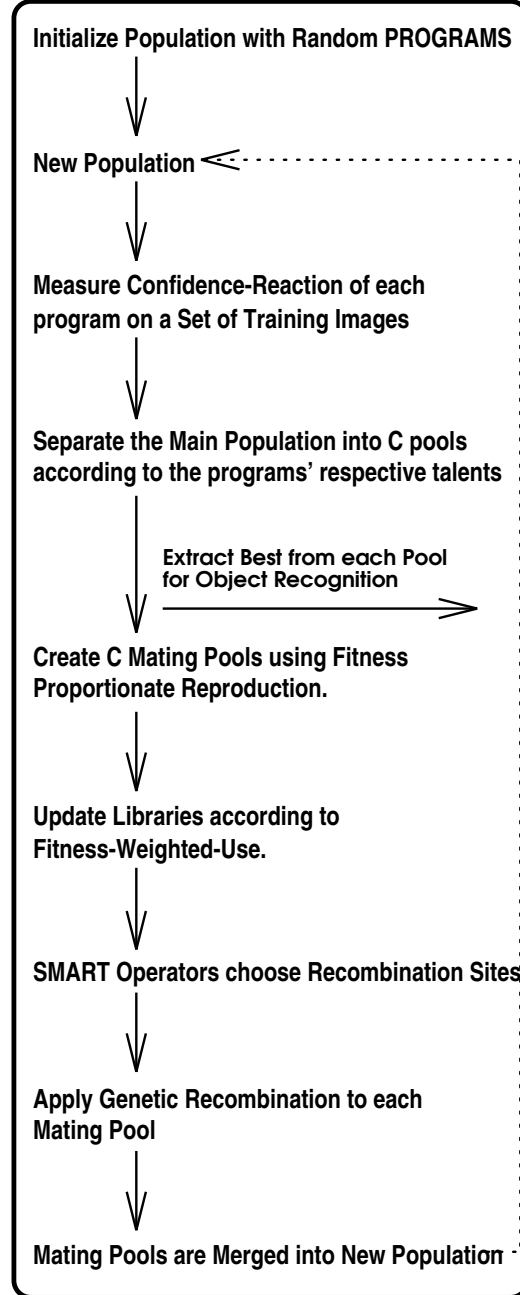 Initialize Population with Random PROGRAMS
New Population
Measure Confidence-Reaction of each
program on a Set of Training Images
Separate the Main Population into C pools
according to the programs’ respective talents
Extract Best from each Pool
for Object Recognition
Create C Mating Pools using Fitness
Proportionate Reproduction.
Update Libraries according to
Fitness-Weighted-Use.
SMART Operators choose Recombination Sites
Apply Genetic Recombination to each
Mating Pool
Mating Pools are Merged into New Population